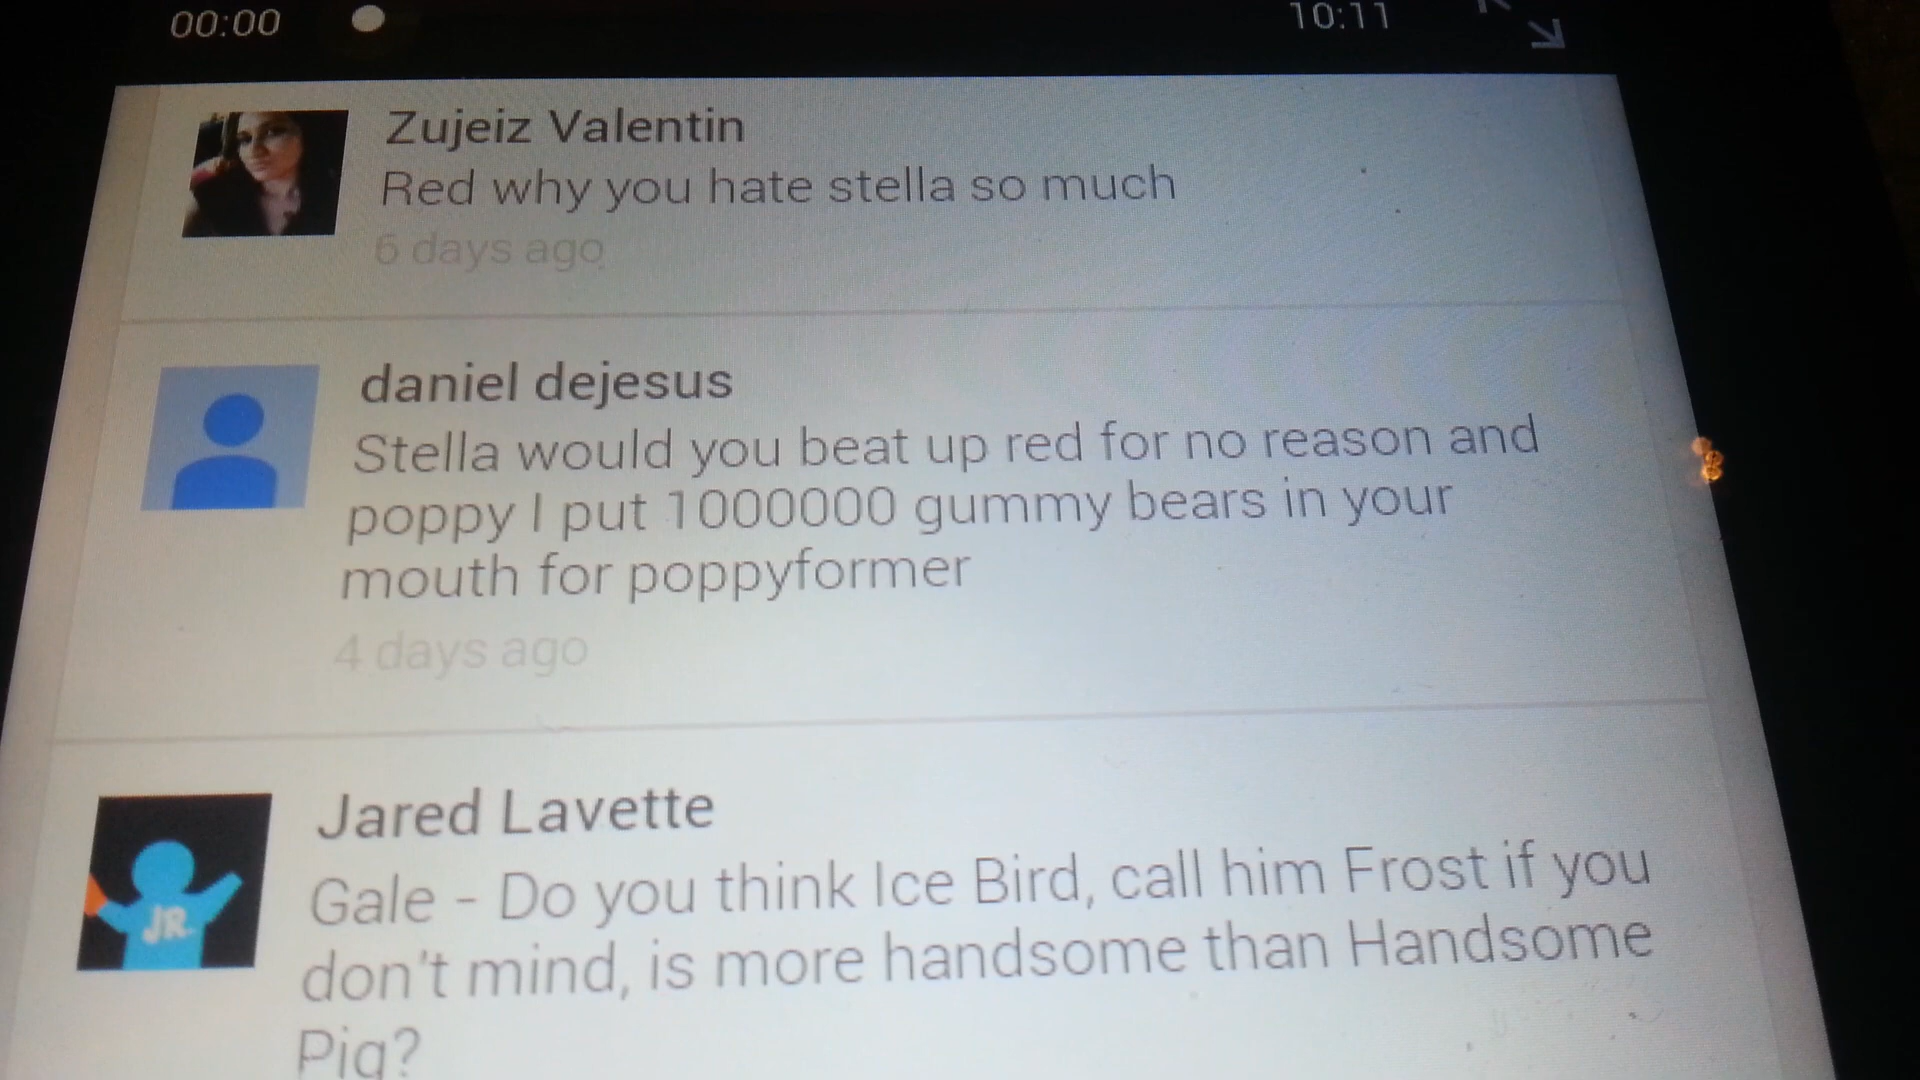 00:00
10:11
Zujeiz Valentin
Red why you hate stella so much
6 days ago
daniel dejesus
Stella would you beat up red for no reason and
poppy I put 1000000 gummy bears in your
mouth for poppyformer
4 days ago
JR.
Jared Lavette
Gale - Do you think Ice Bird, call him Frost if you
don't mind, is more handsome than Handsome
Pig?